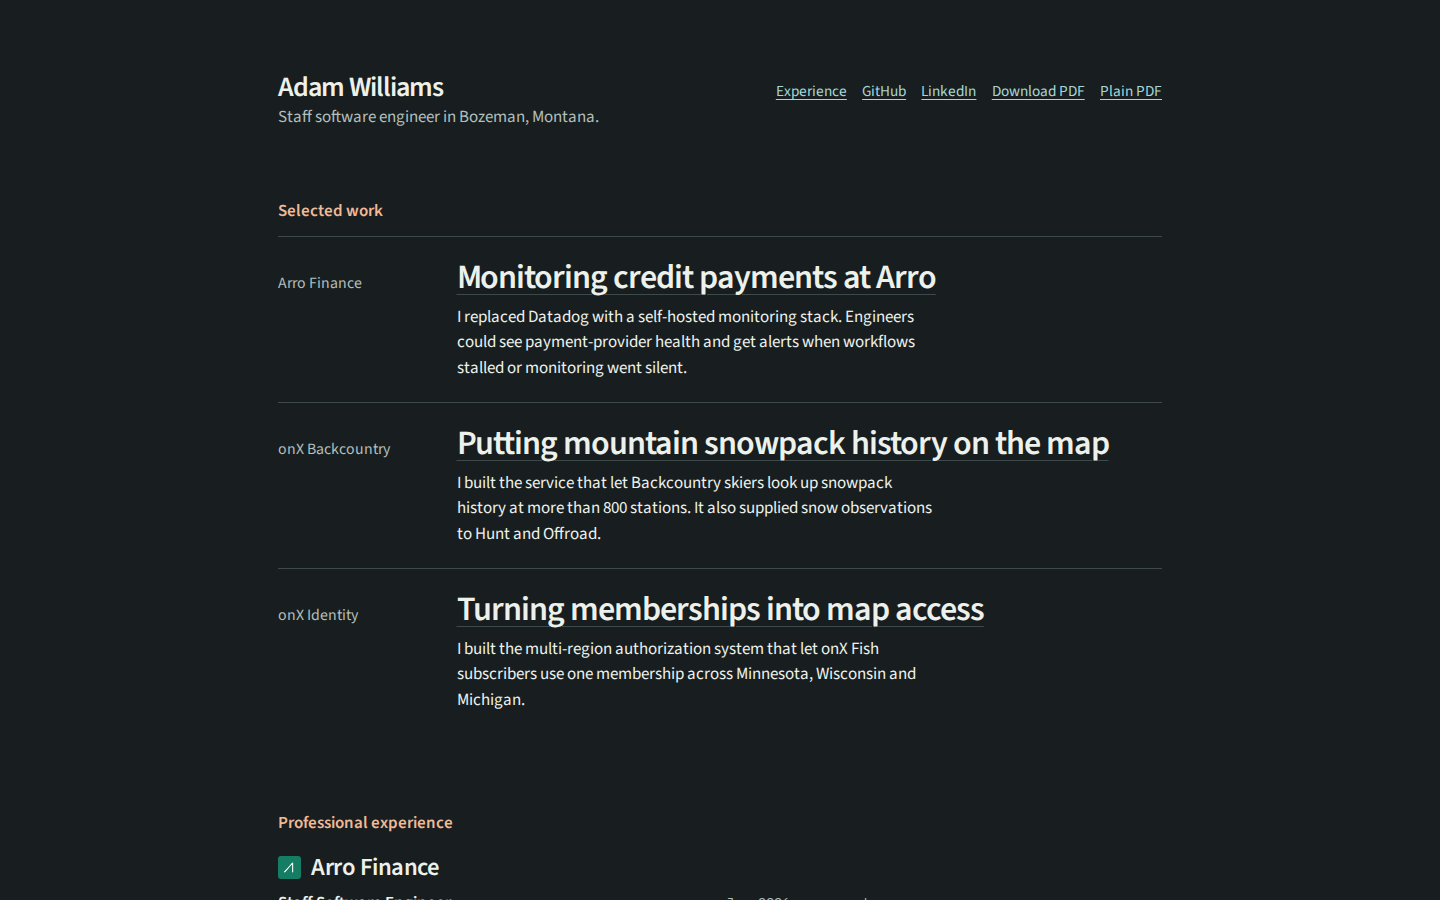 Adam Williams
Staff software engineer in Bozeman, Montana.
Experience GitHub LinkedIn Download PDF Plain PDF
Selected work
Arro Finance
Monitoring credit payments at Arro
I replaced Datadog with a self-hosted monitoring stack. Engineers
could see payment-provider health and get alerts when workflows
stalled or monitoring went silent.
onX Backcountry
Putting mountain snowpack history on the map
I built the service that let Backcountry skiers look up snowpack
history at more than 800 stations. It also supplied snow observations
to Hunt and Offroad.
onX Identity
Turning memberships into map access
I built the multi-region authorization system that let onX Fish
subscribers use one membership across Minnesota, Wisconsin and
Michigan.
Professional experience
Arro Finance
Staff Software Engineer